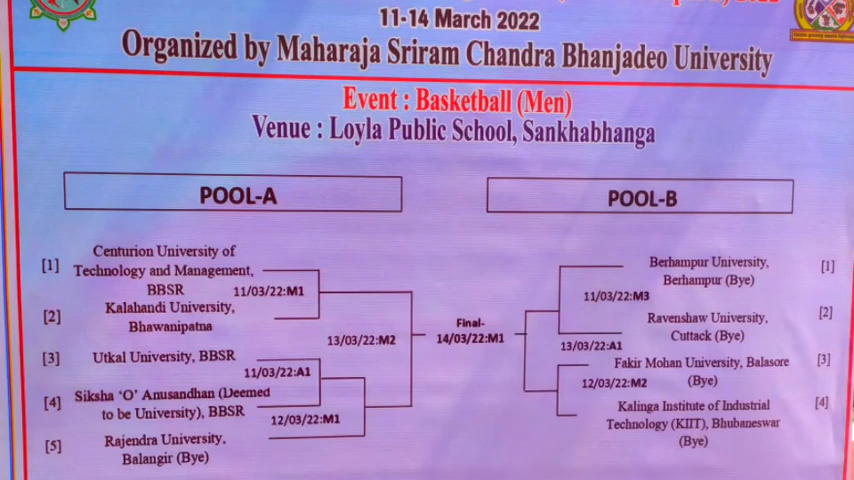 2022
11-14 March 2022
Organized by Maharaja Sriram Chandra Bhanjadeo University
Event : Basketball (Men)
Venue : Loyla Public School, Sankhabhanga
POOL-A
[1] Centurion University of
Technology and Management,
BBSR
11/03/22:M1
[2] Kalahandi University,
Bhawanipatna
13/03/22:M2
[3] Utkal University, BBSR
11/03/22:A1
[4] Siksha ‘O’ Anusandhan (Deemed
to be University), BBSR
12/03/22:M1
[5] Rajendra University,
Balangir (Bye)
Final-
14/03/22:M1
POOL-B
Berhampur University, [1]
Berhampur (Bye)
11/03/22:M3
Ravenshaw University, [2]
Cuttack (Bye)
13/03/22:A1
Fakir Mohan University, Balasore [3]
(Bye)
12/03/22:M2
Kalinga Institute of Industrial [4]
Technology (KIIT), Bhubaneswar
(Bye)